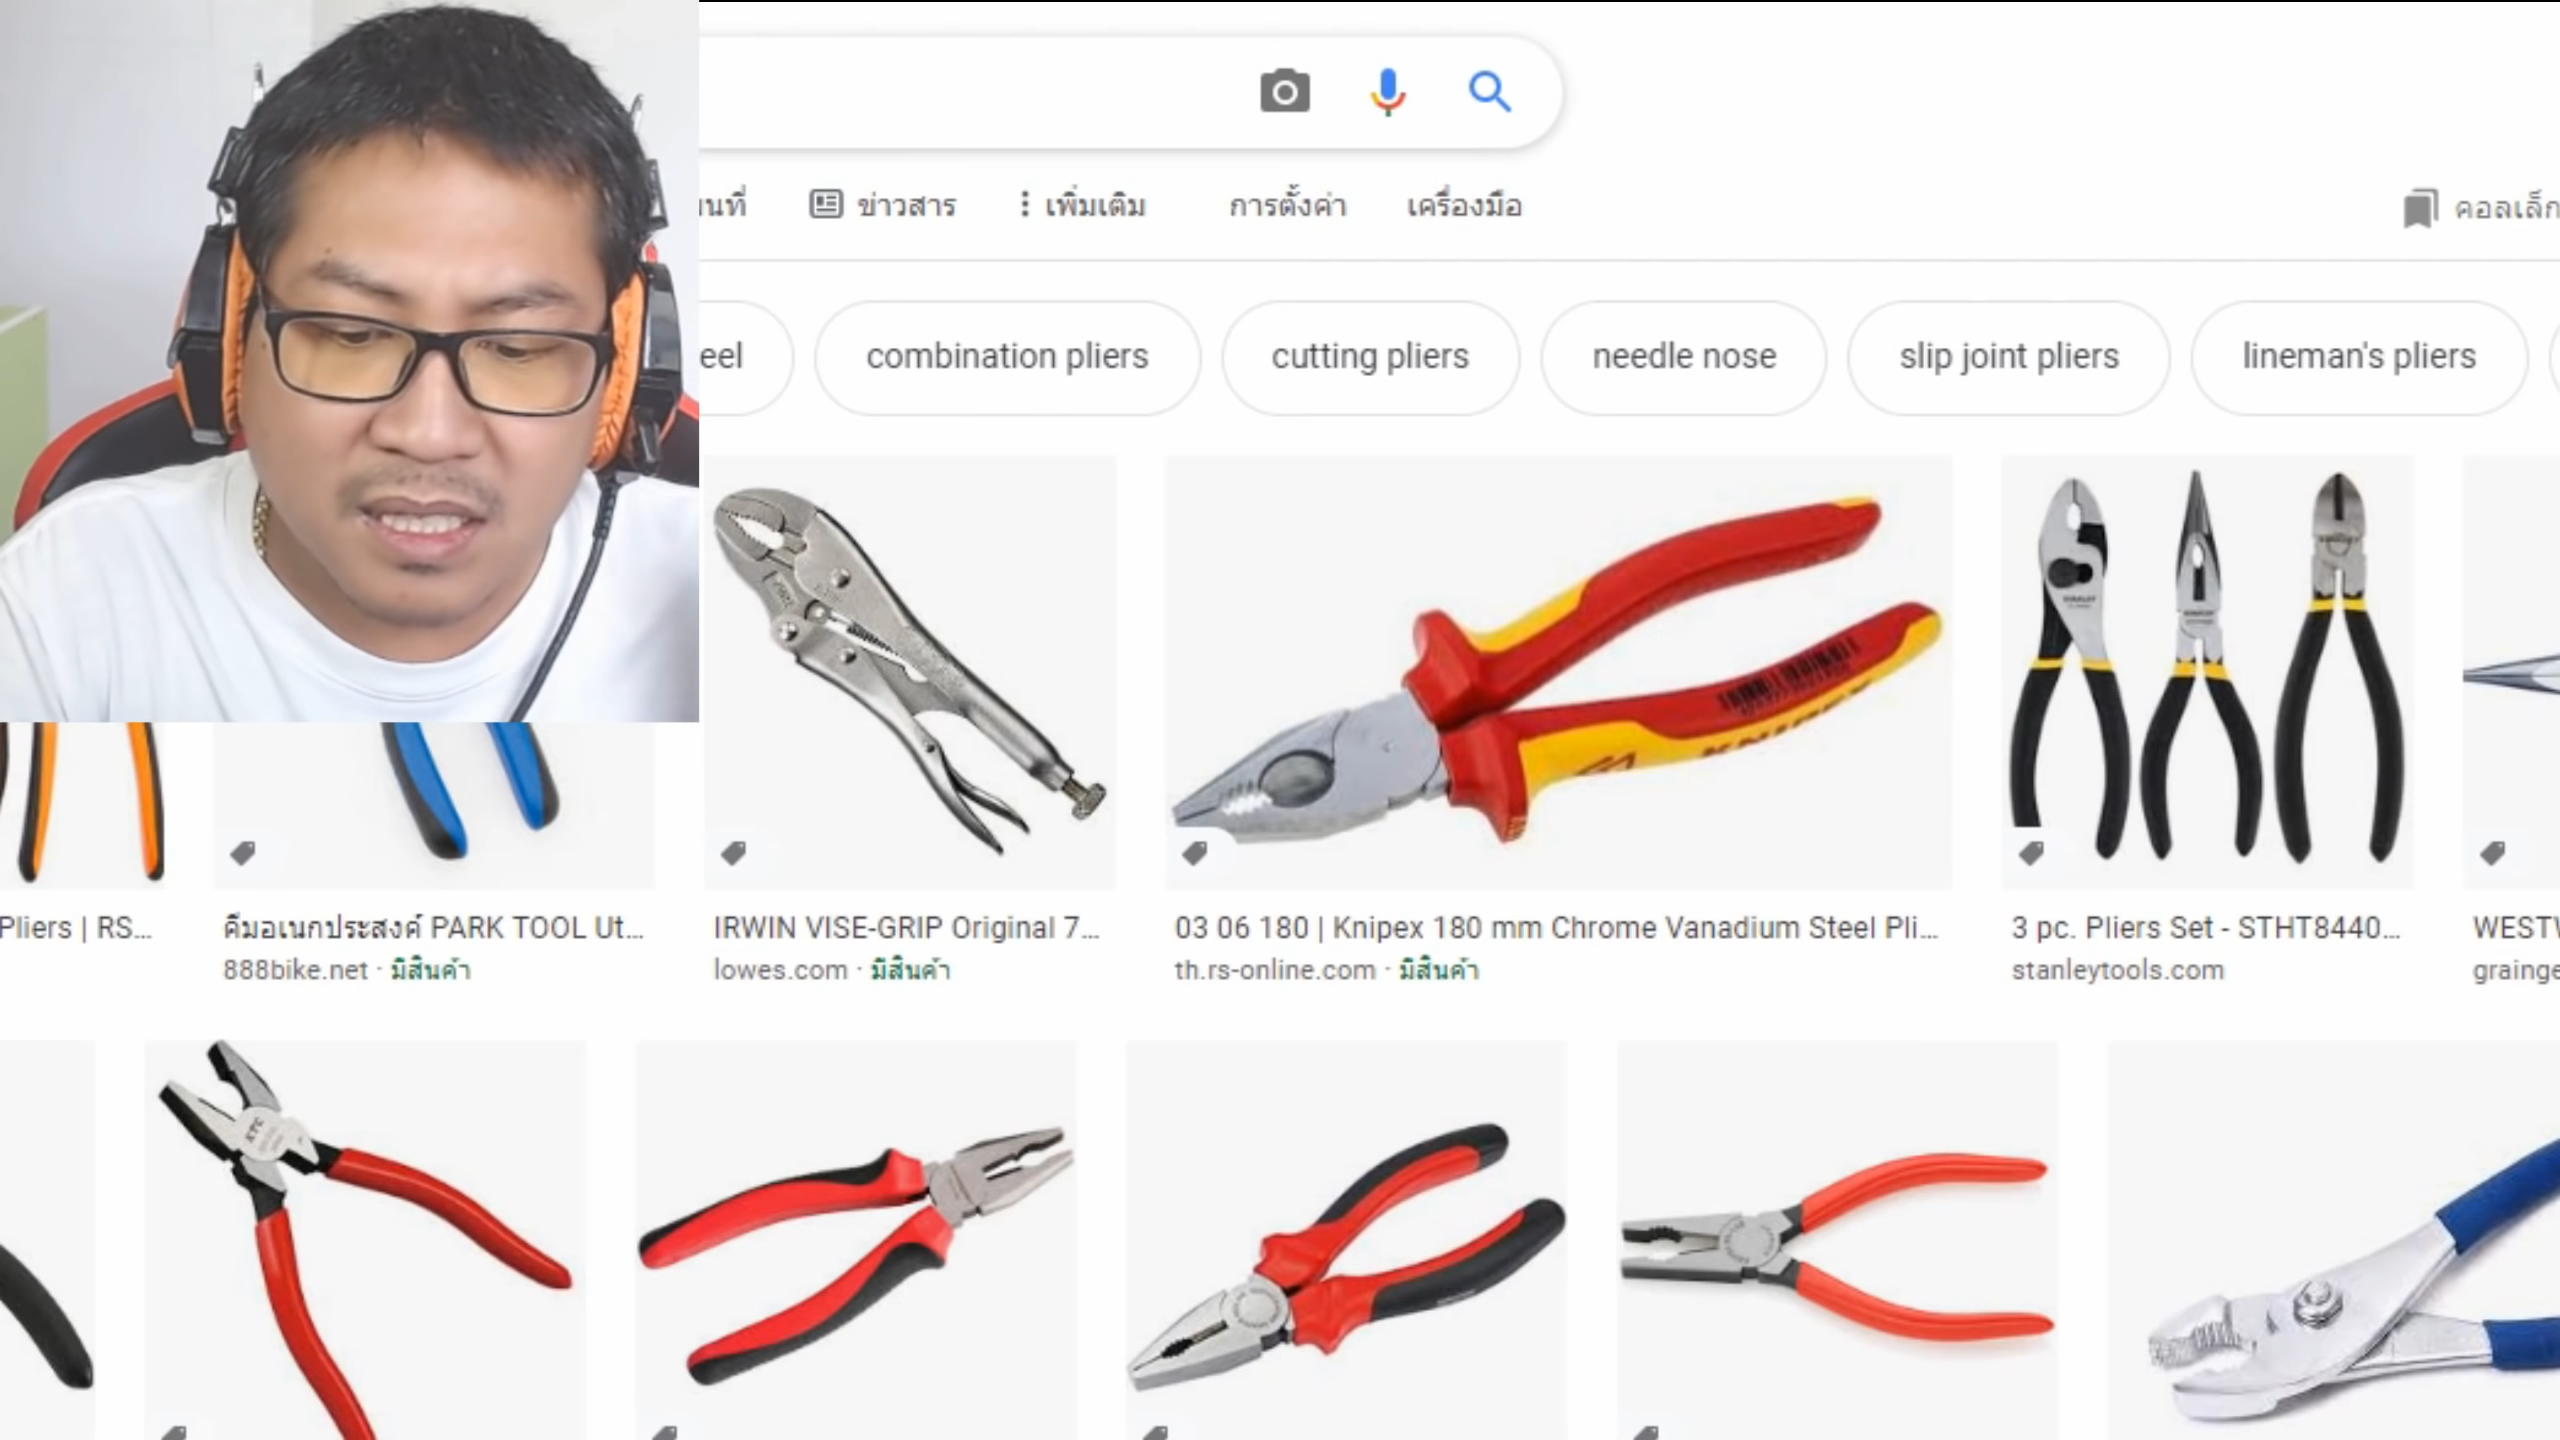 นที่
ข่าวสาร
เพิ่มเติม
การตั้งค่า
เครื่องมือ
คอลเล็ก
eel
combination pliers
cutting pliers
needle nose
slip joint pliers
lineman's pliers
KNIPEX
Pliers | RS...
คีมอเนกประสงค์ PARK TOOL Ut...
IRWIN VISE-GRIP Original 7...
03 06 180 | Knipex 180 mm Chrome Vanadium Steel Pli...
3 pc. Pliers Set - STHT8440...
WESTW
888bike.net · มีสินค้า
lowes.com · มีสินค้า
th.rs-online.com · มีสินค้า
stanleytools.com
grainge
KTC